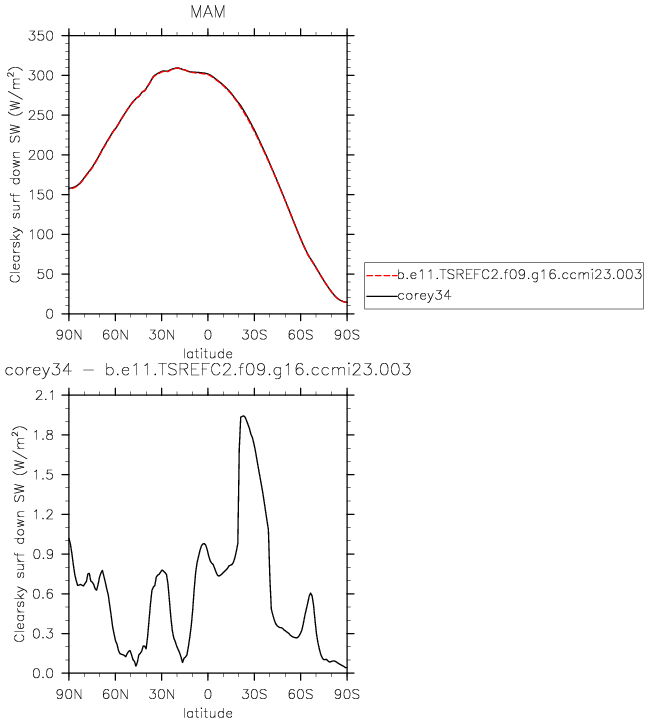 MAM
350
300
250
200
150
100
50
0
Clearsky surf down SW (W/m²)
90N 60N 30N 0 30S 60S 90S
latitude
b.e11.TSREFC2.f09.g16.ccmi23.003
corey34
corey34 - b.e11.TSREFC2.f09.g16.ccmi23.003
2.1
1.8
1.5
1.2
0.9
0.6
0.3
0.0
Clearsky surf down SW (W/m²)
90N 60N 30N 0 30S 60S 90S
latitude